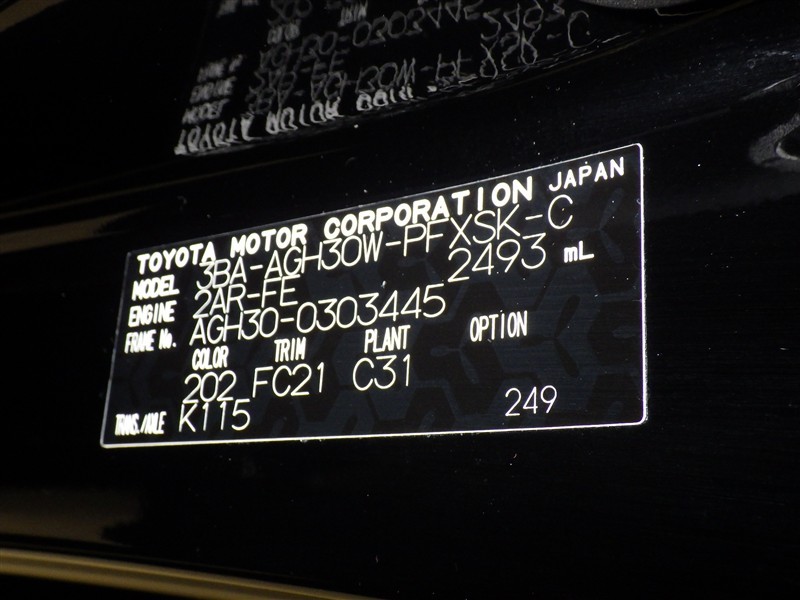 TOYOTA MOTOR CORPORATION JAPAN
MODEL 3BA-AGH30W-PFXSK-C
ENGINE 2AR-FE 2493 mL
FRAME No. AGH30-0303445
COLOR TRIM PLANT OPTION
202 FC21 C31
TRANS./AXLE K115 249